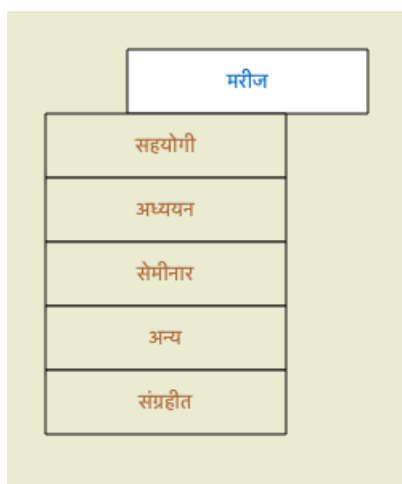 मरीज
सहयोगी
अध्ययन
सेमीनार
अन्य
संग्रहीत